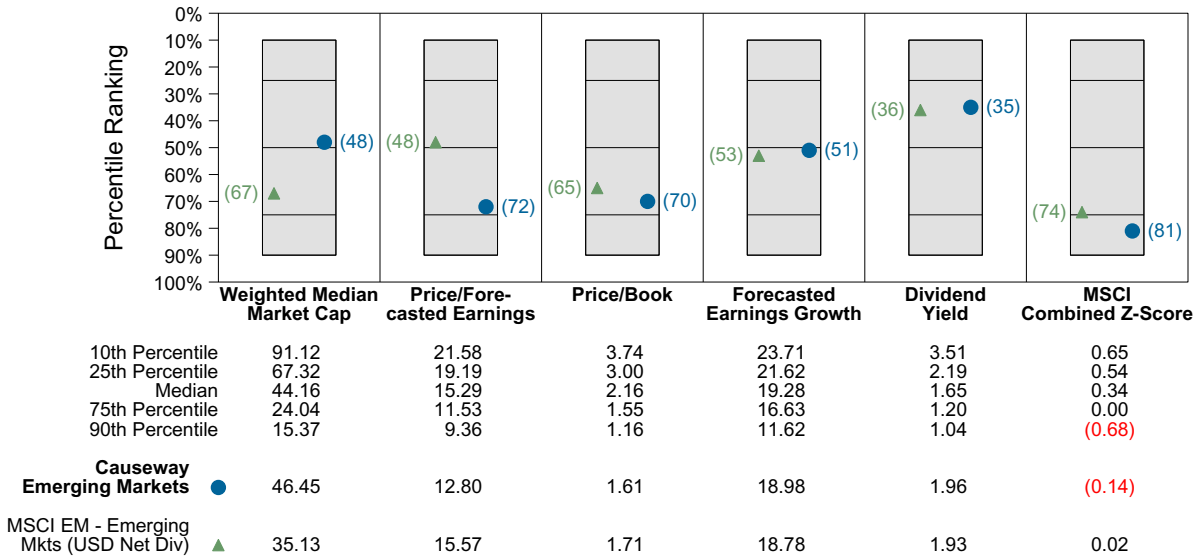 Percentile Ranking
0%
10%
20%
30%
40%
50%
60%
70%
80%
90%
100%
(67)
(48)
(48)
(72)
(65)
(70)
(53)
(51)
(36)
(35)
(74)
(81)
Weighted Median
Market Cap
Price/Fore-
casted Earnings
Price/Book
Forecasted
Earnings Growth
Dividend
Yield
MSCI
Combined Z-Score
10th Percentile 91.12 21.58 3.74 23.71 3.51 0.65
25th Percentile 67.32 19.19 3.00 21.62 2.19 0.54
Median 44.16 15.29 2.16 19.28 1.65 0.34
75th Percentile 24.04 11.53 1.55 16.63 1.20 0.00
90th Percentile 15.37 9.36 1.16 11.62 1.04 (0.68)
Causeway
Emerging Markets 46.45 12.80 1.61 18.98 1.96 (0.14)
MSCI EM - Emerging
Mkts (USD Net Div) 35.13 15.57 1.71 18.78 1.93 0.02